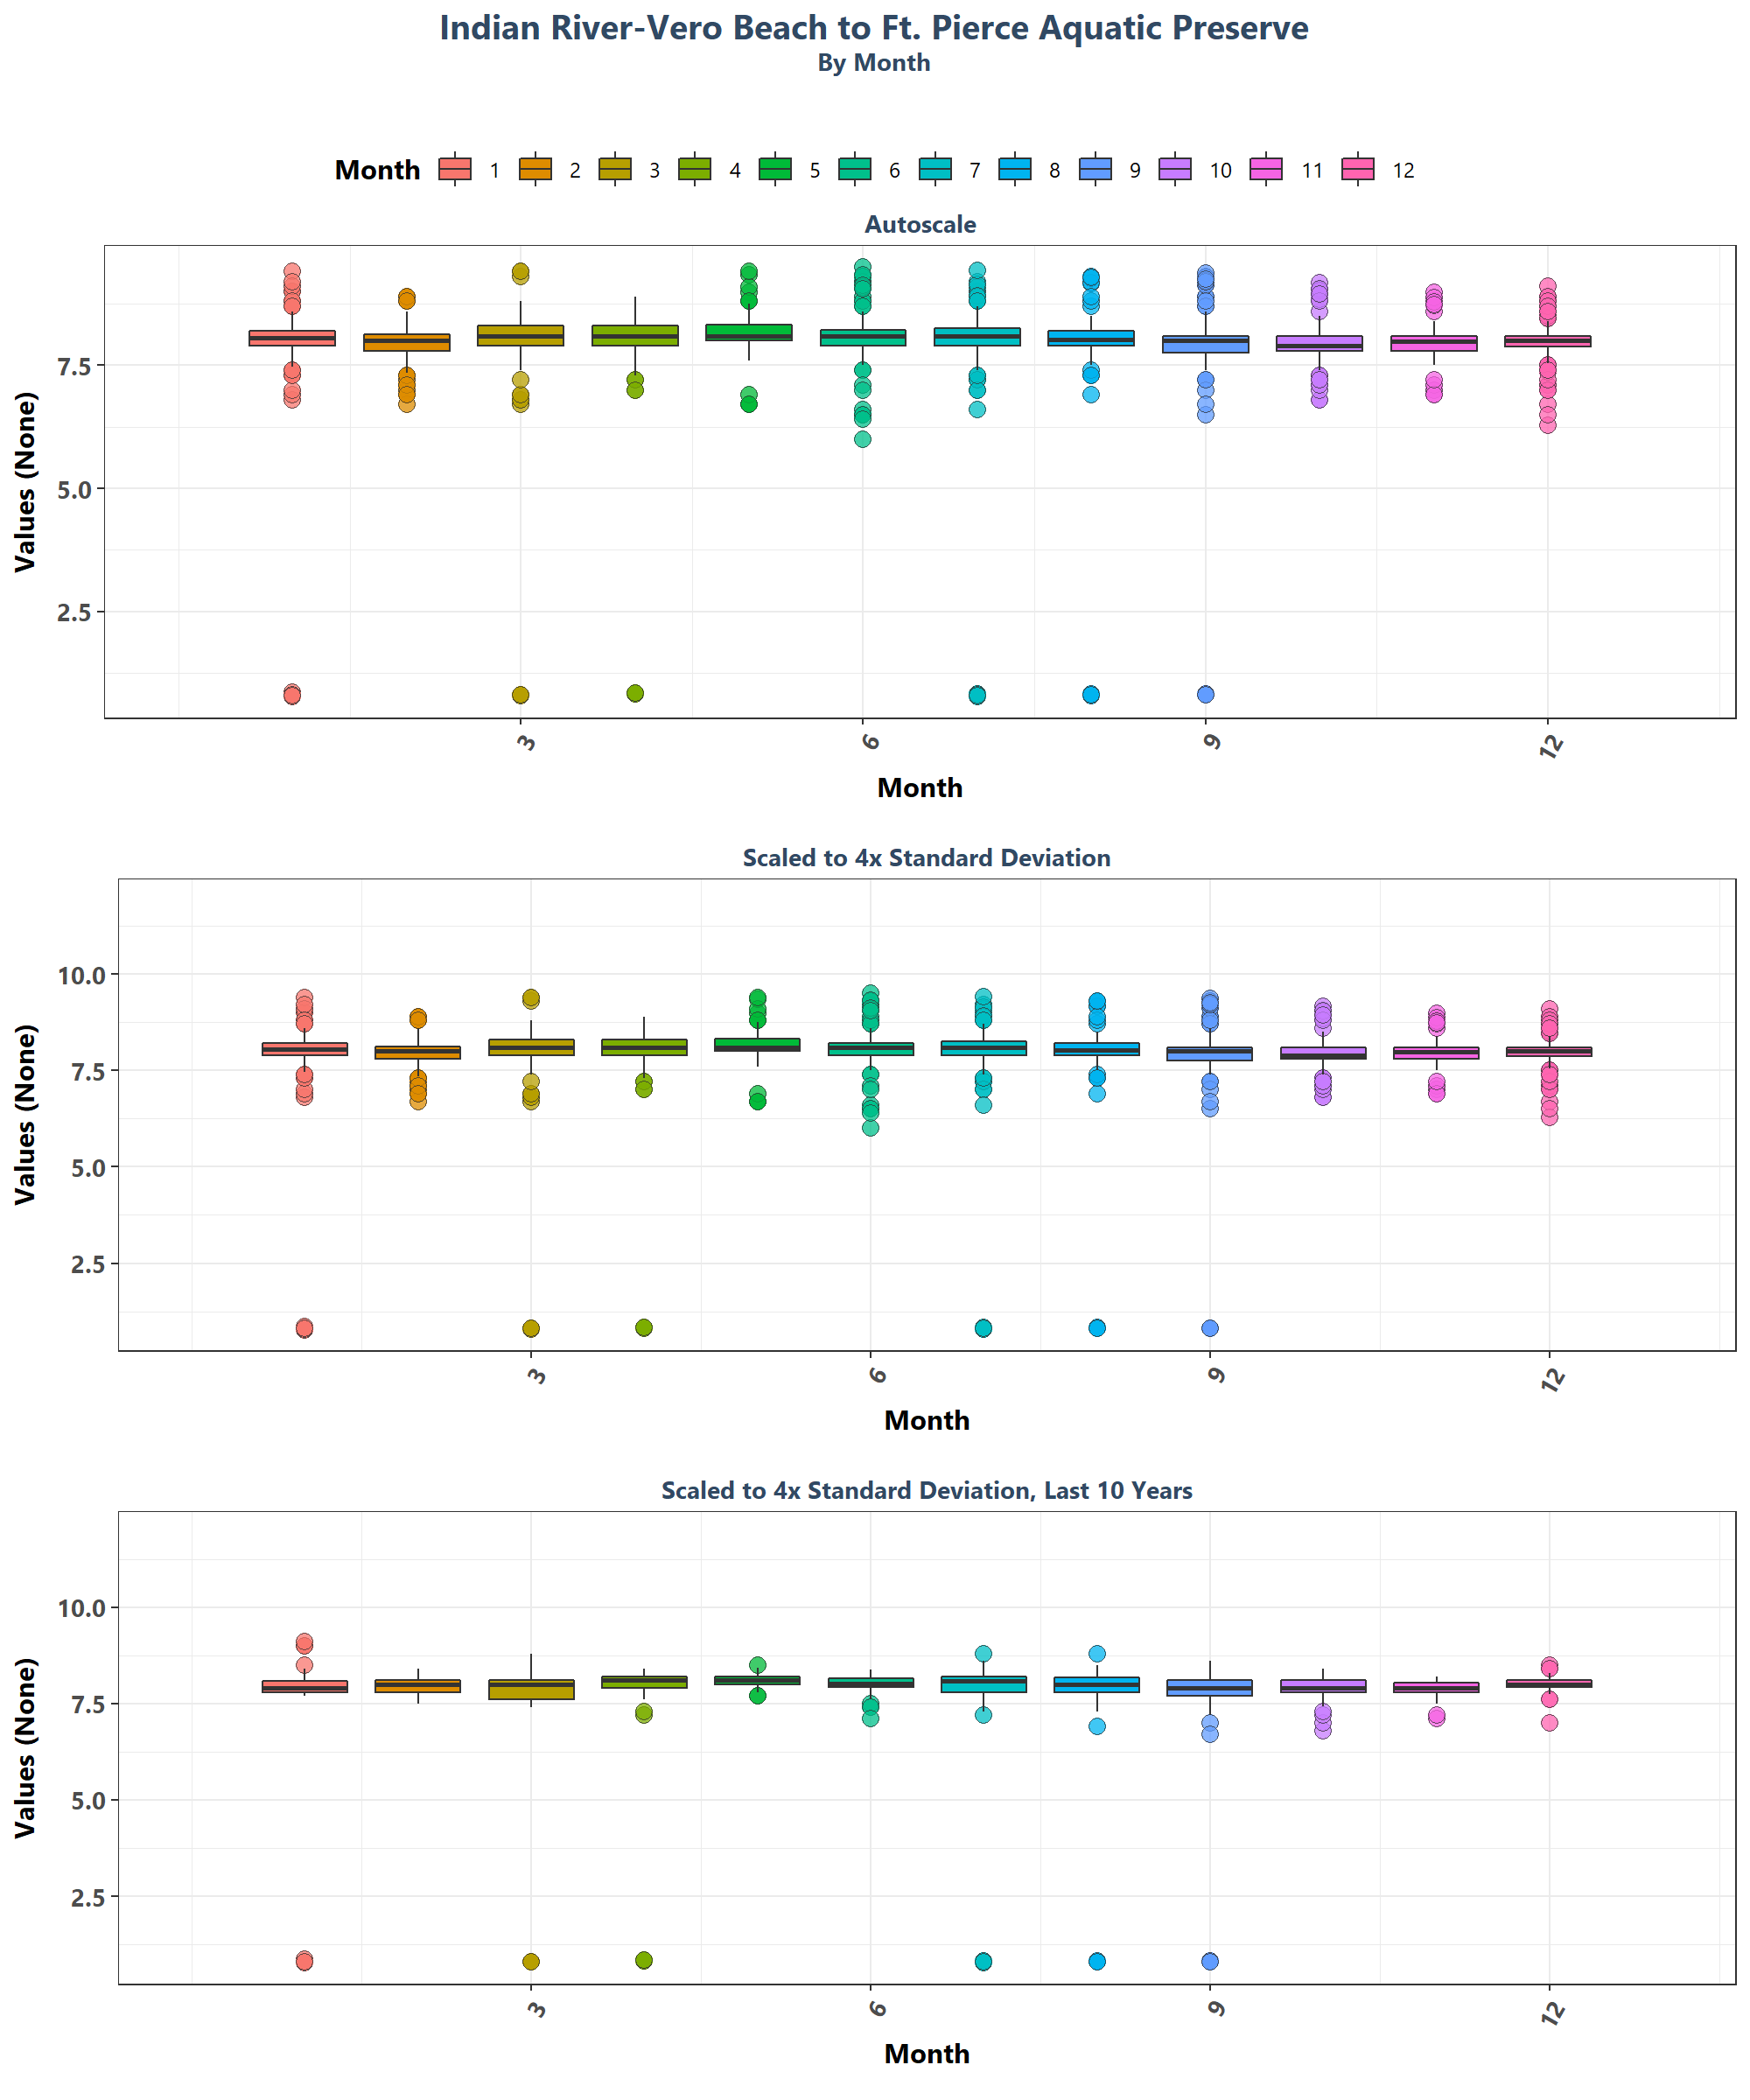 Indian River-Vero Beach to Ft. Pierce Aquatic Preserve
By Month
Month 1 2 3 4 5 6 7 8 9 10 11 12
Autoscale
Values (None)
7.5
5.0
2.5
3 6 9 12
Month
Scaled to 4x Standard Deviation
Values (None)
10.0
7.5
5.0
2.5
3 6 9 12
Month
Scaled to 4x Standard Deviation, Last 10 Years
Values (None)
10.0
7.5
5.0
2.5
3 6 9 12
Month